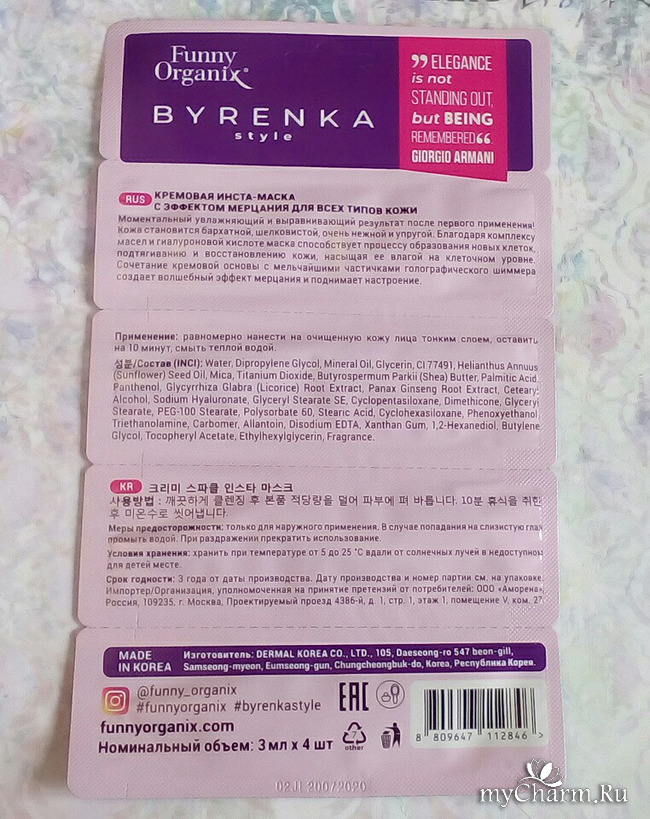 Funny
Organix®
BYRENKA
style
" ELEGANCE
is not
STANDING OUT,
but BEING
REMEMBERED "
GIORGIO ARMANI
RUS КРЕМОВАЯ ИНСТА-МАСКА
С ЭФФЕКТОМ МЕРЦАНИЯ ДЛЯ ВСЕХ ТИПОВ КОЖИ
Моментальный увлажняющий и выравнивающий результат после первого применения!
Кожа становится бархатной, шелковистой, очень нежной и упругой. Благодаря комплексу
масел и гиалуроновой кислоте маска способствует процессу образования новых клеток,
подтягиванию и восстановлению кожи, насыщая ее влагой на клеточном уровне.
Сочетание кремовой основы с мельчайшими частичками голографического шиммера
создает волшебный эффект мерцания и поднимает настроение.
Применение: равномерно нанести на очищенную кожу лица тонким слоем, оставить
на 10 минут, смыть теплой водой.
성분/Состав (INCI): Water, Dipropylene Glycol, Mineral Oil, Glycerin, CI 77491, Helianthus Annuus
(Sunflower) Seed Oil, Mica, Titanium Dioxide, Butyrospermum Parkii (Shea) Butter, Palmitic Acid,
Panthenol, Glycyrrhiza Glabra (Licorice) Root Extract, Panax Ginseng Root Extract, Cetearyl
Alcohol, Sodium Hyaluronate, Glyceryl Stearate SE, Cyclopentasiloxane, Dimethicone, Glyceryl
Stearate, PEG-100 Stearate, Polysorbate 60, Stearic Acid, Cyclohexasiloxane, Phenoxyethanol,
Triethanolamine, Carbomer, Allantoin, Disodium EDTA, Xanthan Gum, 1,2-Hexanediol, Butylene
Glycol, Tocopheryl Acetate, Ethylhexylglycerin, Fragrance.
KR 크리미 스파클 인스타 마스크
사용방법 : 깨끗하게 클렌징 후 본품 적당량을 덜어 피부에 펴 바릅니다. 10분 휴식을 취한
후 미온수로 씻어냅니다.
Меры предосторожности: только для наружного применения. В случае попадания на слизистую глаз
промыть водой. При раздражении прекратить использование.
Условия хранения: хранить при температуре от 5 до 25 °C вдали от солнечных лучей в недоступном
для детей месте.
Срок годности: 3 года от даты производства. Дату производства и номер партии см. на упаковке.
Импортер/Организация, уполномоченная на принятие претензий от потребителей: ООО «Аморена»,
Россия, 109235, г. Москва, Проектируемый проезд 4386-й, д. 1, стр. 1, этаж 1, помещение V, ком. 27
MADE
IN KOREA
Изготовитель: DERMAL KOREA CO., LTD., 105, Daeseong-ro 547 beon-gill,
Samseong-myeon, Eumseong-gun, Chungcheongbuk-do, Korea, Республика Корея.
@funny_organix
#funnyorganix #byrenkastyle
funnyorganix.com
Номинальный объем: 3 мл x 4 шт
EAC
7
other
8 809647 112846 >
02JL 200/2020
myCharm.Ru